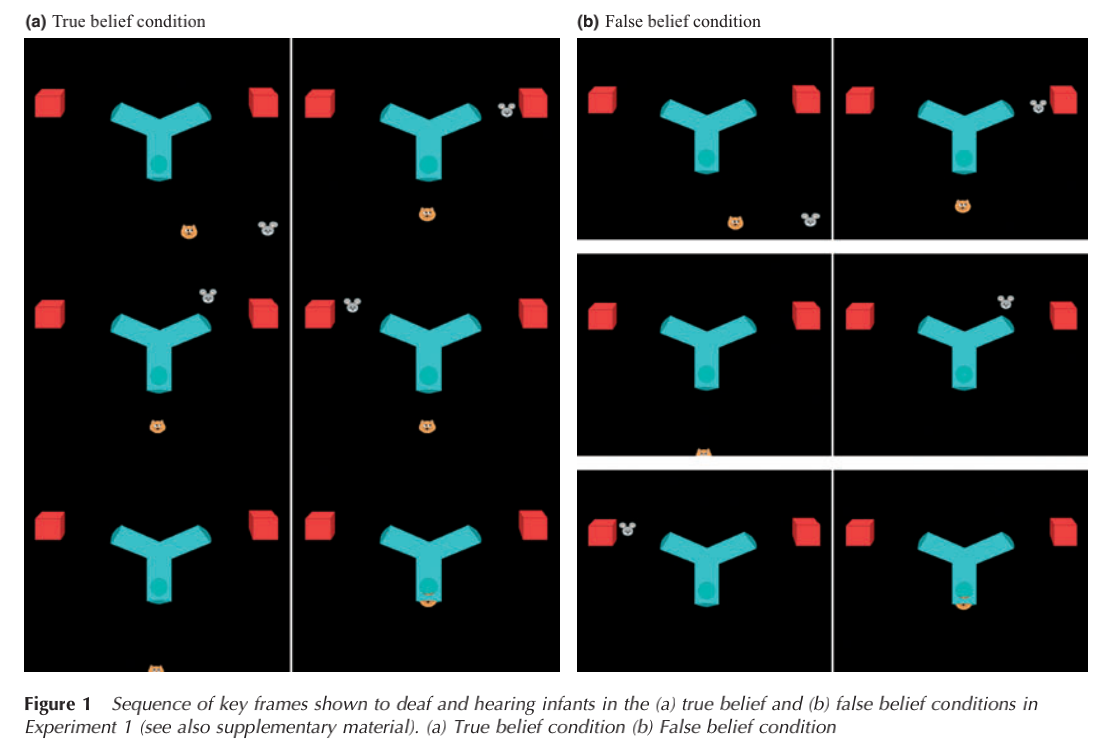 (a) True belief condition
(b) False belief condition
Figure 1 Sequence of key frames shown to deaf and hearing infants in the (a) true belief and (b) false belief conditions in
Experiment 1 (see also supplementary material). (a) True belief condition (b) False belief condition